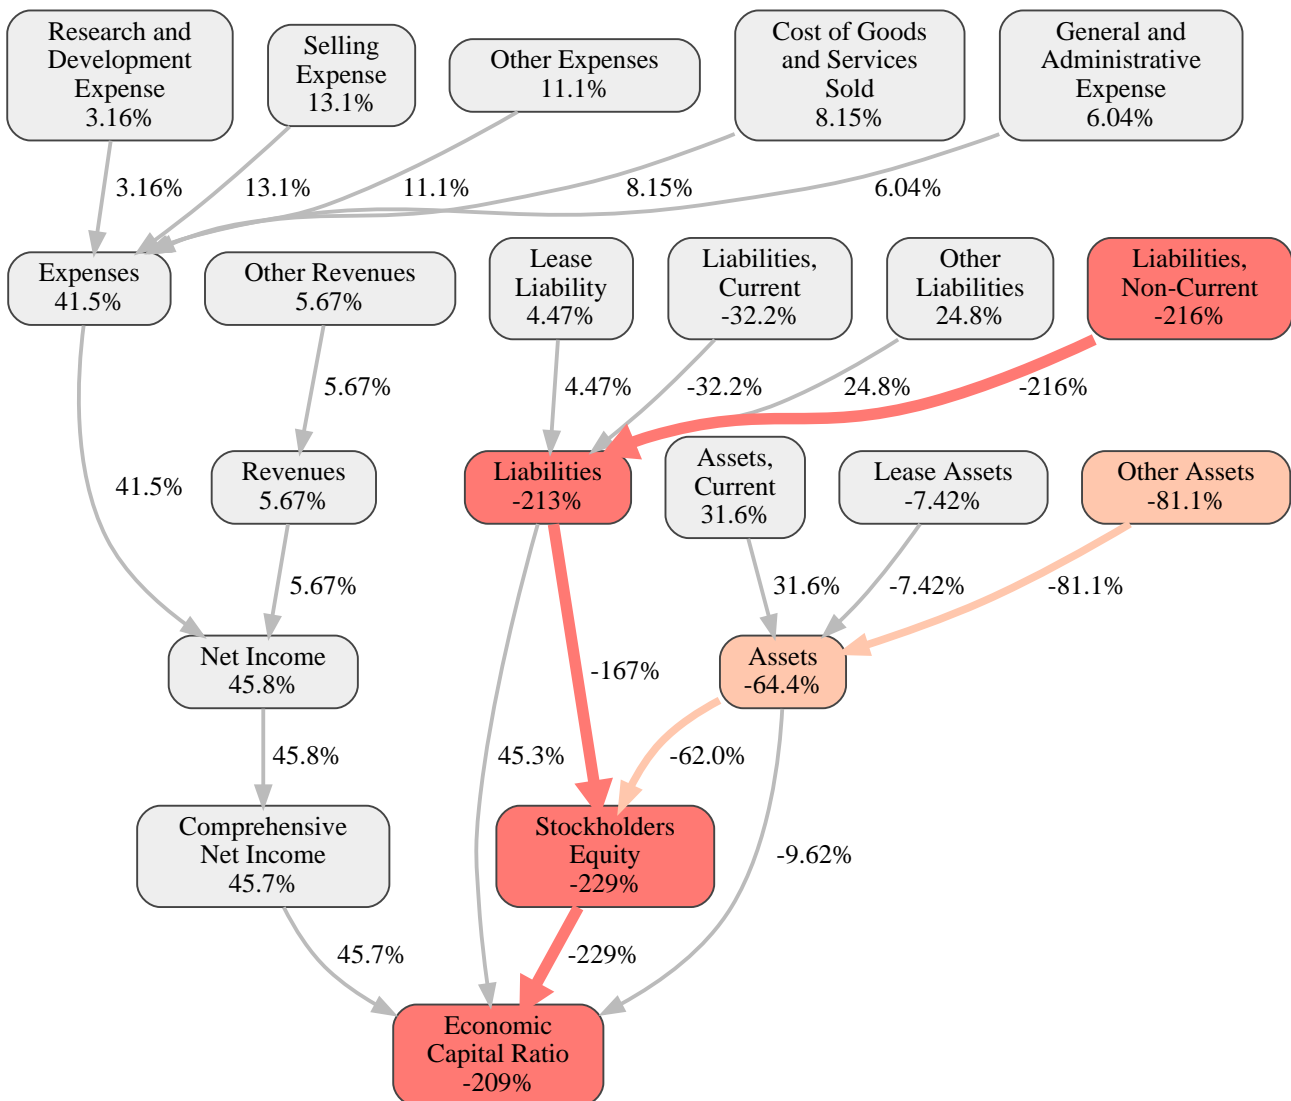 Research and
Development
Expense
3.16%
Selling
Expense
13.1%
Other Expenses
11.1%
Cost of Goods
and Services
Sold
8.15%
General and
Administrative
Expense
6.04%
3.16%
13.1%
11.1%
8.15%
6.04%
Expenses
41.5%
Other Revenues
5.67%
Lease
Liability
4.47%
Liabilities,
Current
-32.2%
Other
Liabilities
24.8%
Liabilities,
Non-Current
-216%
5.67%
4.47%
-32.2%
24.8%
-216%
41.5%
Revenues
5.67%
Liabilities
-213%
Assets,
Current
31.6%
Lease Assets
-7.42%
Other Assets
-81.1%
5.67%
31.6%
-7.42%
-81.1%
Net Income
45.8%
-167%
Assets
-64.4%
45.8%
45.3%
-62.0%
Comprehensive
Net Income
45.7%
Stockholders
Equity
-229%
-9.62%
45.7%
-229%
Economic
Capital Ratio
-209%